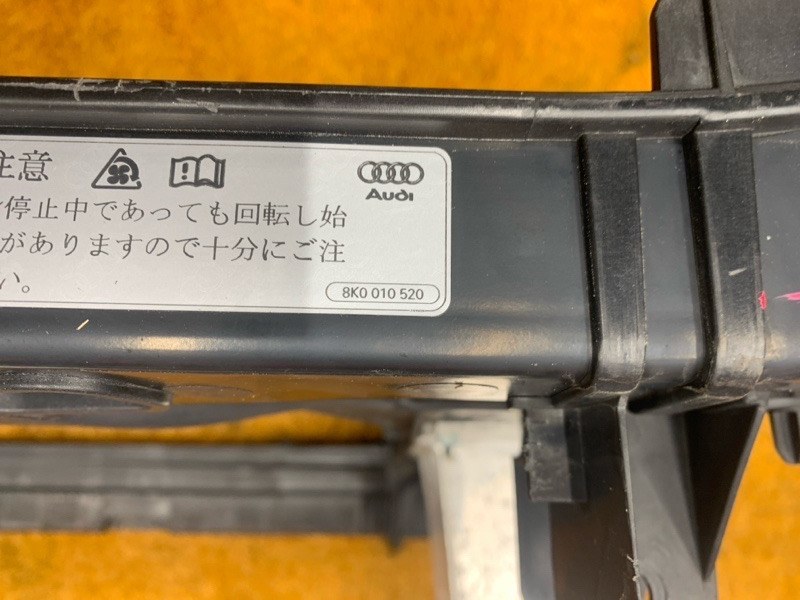 注意
Audi
停止中であっても回転し始
がありますので十分にご注
い。
8K0 010 520